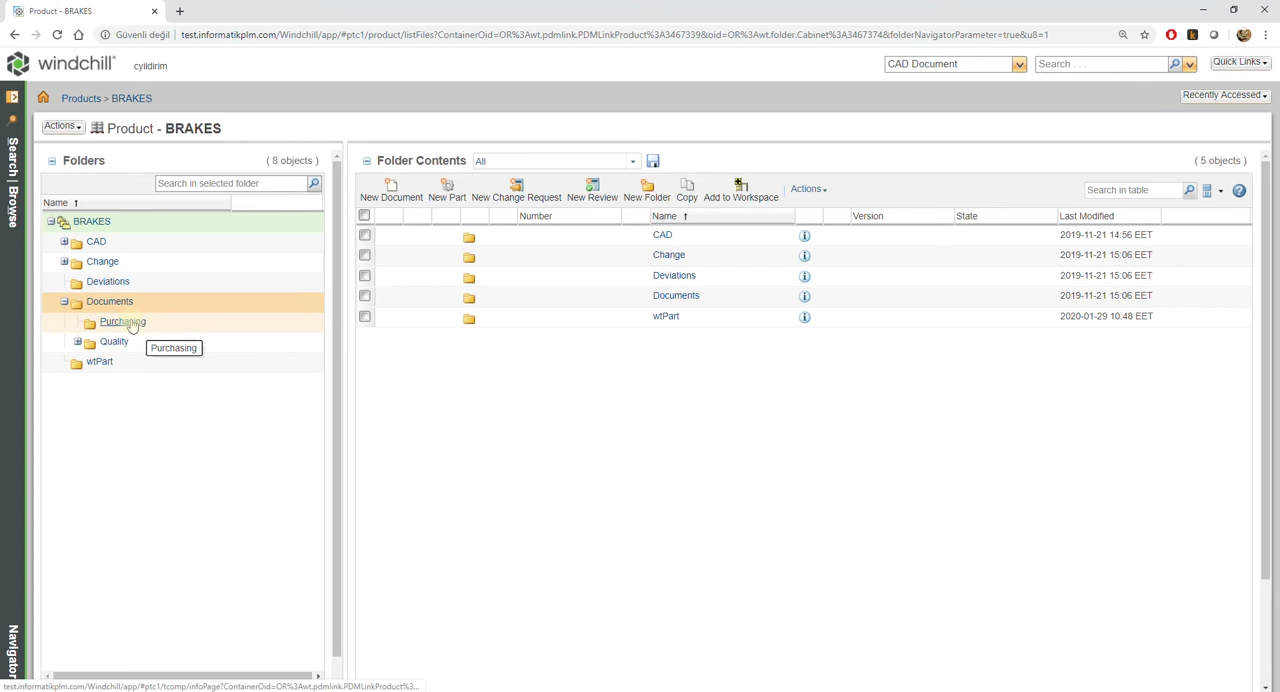 Product - BRAKES
Güvenli değil test.informatikplm.com/Windchill/app/#ptc1/product/listFiles?ContainerOid=OR%3Awt.pdmlink.PDMLinkProduct%3A3467339&oid=OR%3Awt.folder.Cabinet%3A3467374&folderNavigatorParameter=true&u8=1
windchill cyildirim CAD Document Search . . . Quick Links
Products > BRAKES Recently Accessed
Actions Product - BRAKES
Search | Browse
Navigator
Folders ( 8 objects )
Search in selected folder
Name
BRAKES
CAD
Change
Deviations
Documents
Purchasing
Quality
Purchasing
wtPart
Folder Contents All ( 5 objects )
New Document New Part New Change Request New Review New Folder Copy Add to Workspace Actions Search in table
Number Name Version State Last Modified
CAD 2019-11-21 14:56 EET
Change 2019-11-21 15:06 EET
Deviations 2019-11-21 15:06 EET
Documents 2019-11-21 15:06 EET
wtPart 2020-01-29 10:48 EET
test.informatikplm.com/Windchill/app/#ptc1/tcomp/infoPage?ContainerOid=OR%3Awt.pdmlink.PDMLinkProduct%3...